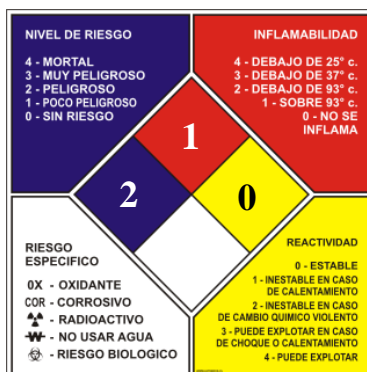 NIVEL DE RIESGO
4 - MORTAL
3 - MUY PELIGROSO
2 - PELIGROSO
1 - POCO PELIGROSO
0 - SIN RIESGO
INFLAMABILIDAD
4 - DEBAJO DE 25° c.
3 - DEBAJO DE 37° c.
2 - DEBAJO DE 93° c.
1 - SOBRE 93° c.
0 - NO SE
INFLAMA
1
2
0
RIESGO
ESPECIFICO
OX - OXIDANTE
COR - CORROSIVO
- RADIOACTIVO
W - NO USAR AGUA
- RIESGO BIOLOGICO
REACTIVIDAD
0 - ESTABLE
1 - INESTABLE EN CASO
DE CALENTAMIENTO
2 - INESTABLE EN CASO
DE CAMBIO QUIMICO VIOLENTO
3 - PUEDE EXPLOTAR EN CASO
DE CHOQUE O CALENTAMIENTO
4 - PUEDE EXPLOTAR